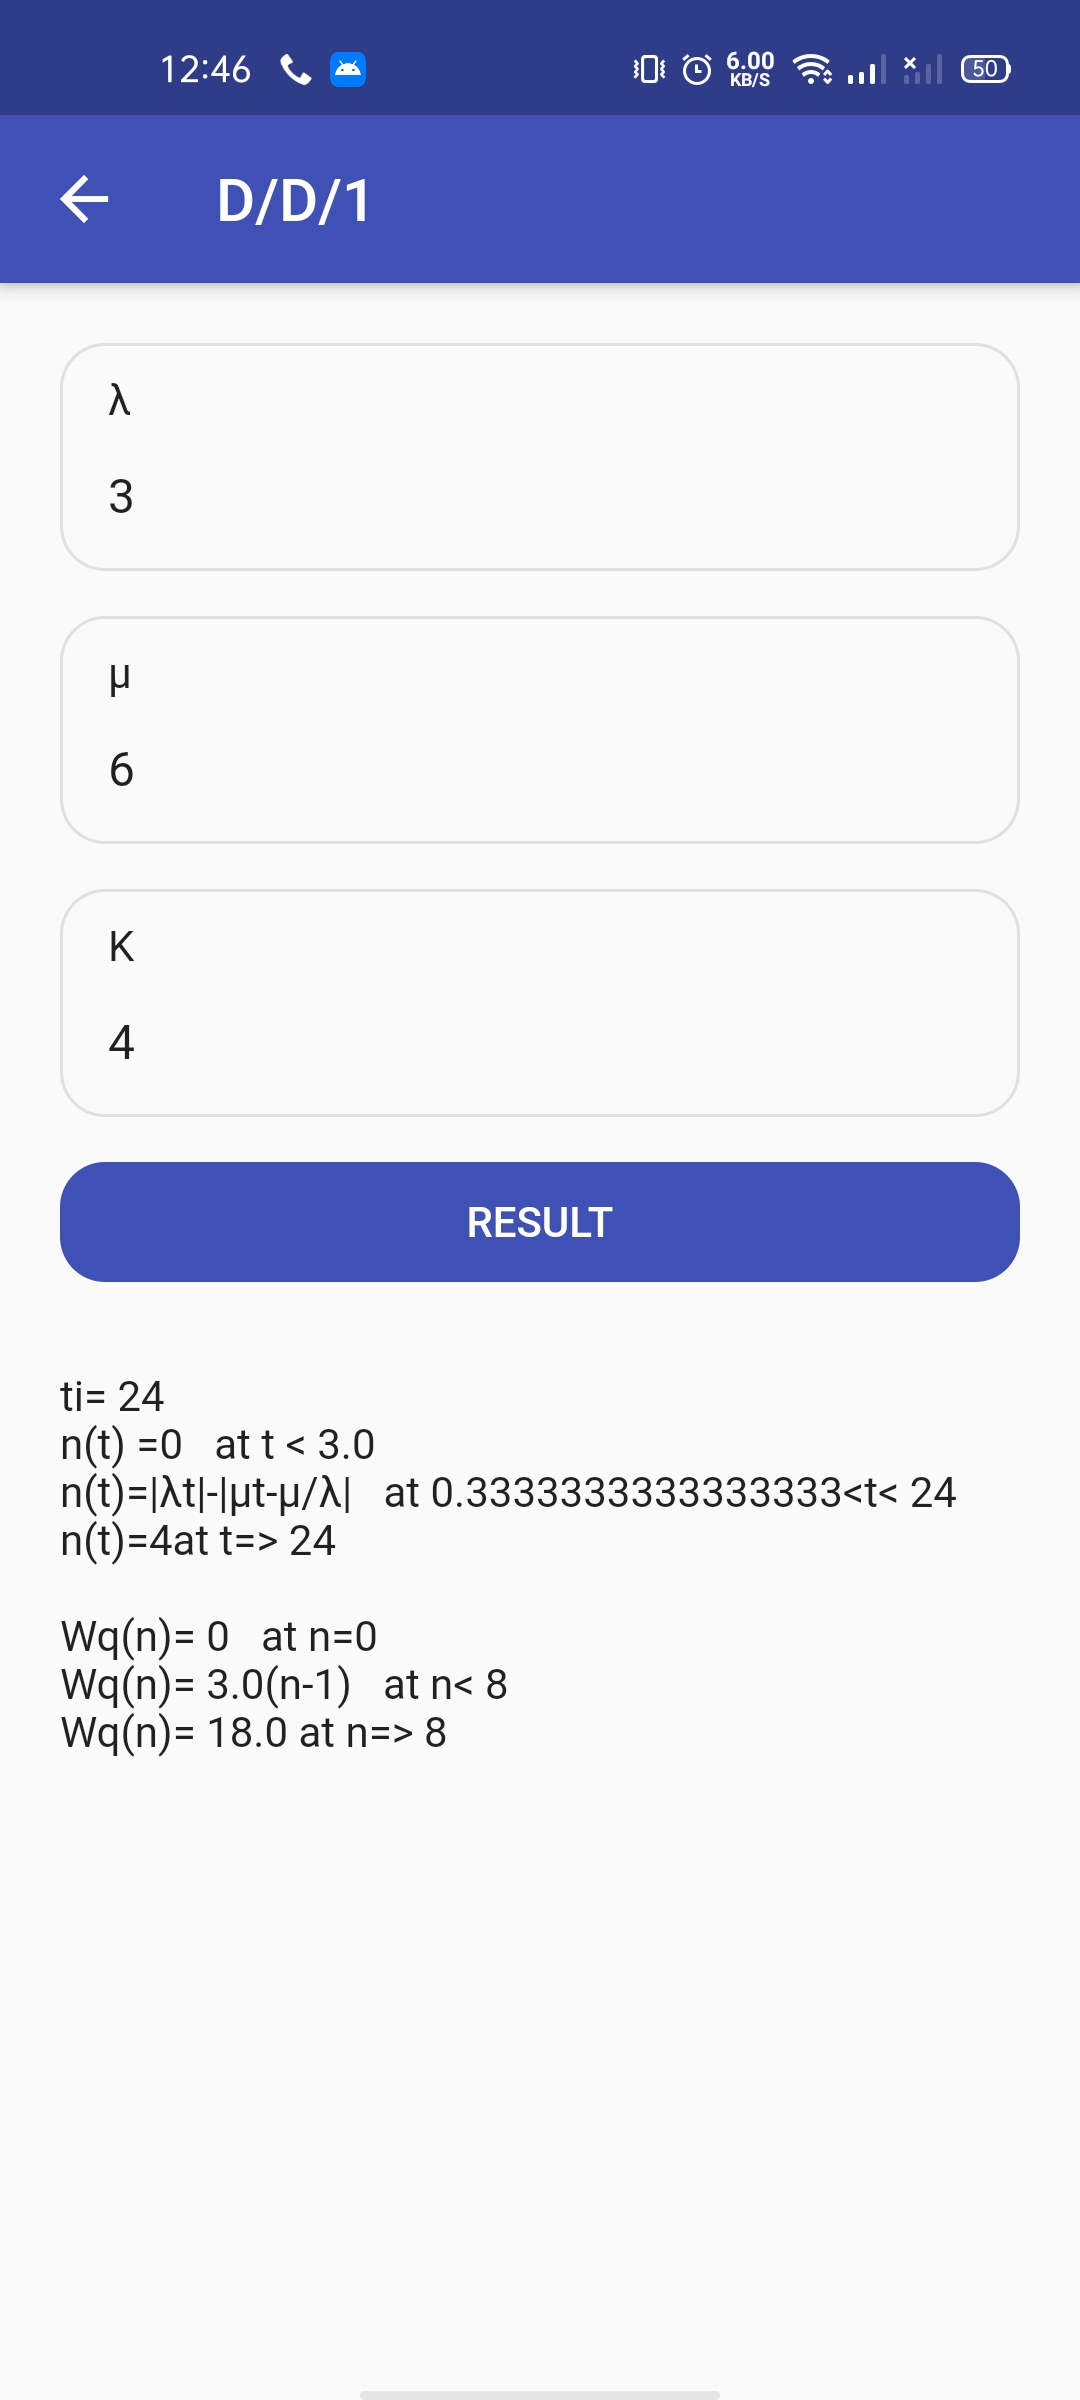 12:46 6.00 KB/S 50
D/D/1
λ
3
μ
6
K
4
RESULT
ti= 24
n(t) =0 at t < 3.0
n(t)=|λt|-|μt-μ/λ| at 0.3333333333333333<t< 24
n(t)=4at t=> 24
Wq(n)= 0 at n=0
Wq(n)= 3.0(n-1) at n< 8
Wq(n)= 18.0 at n=> 8